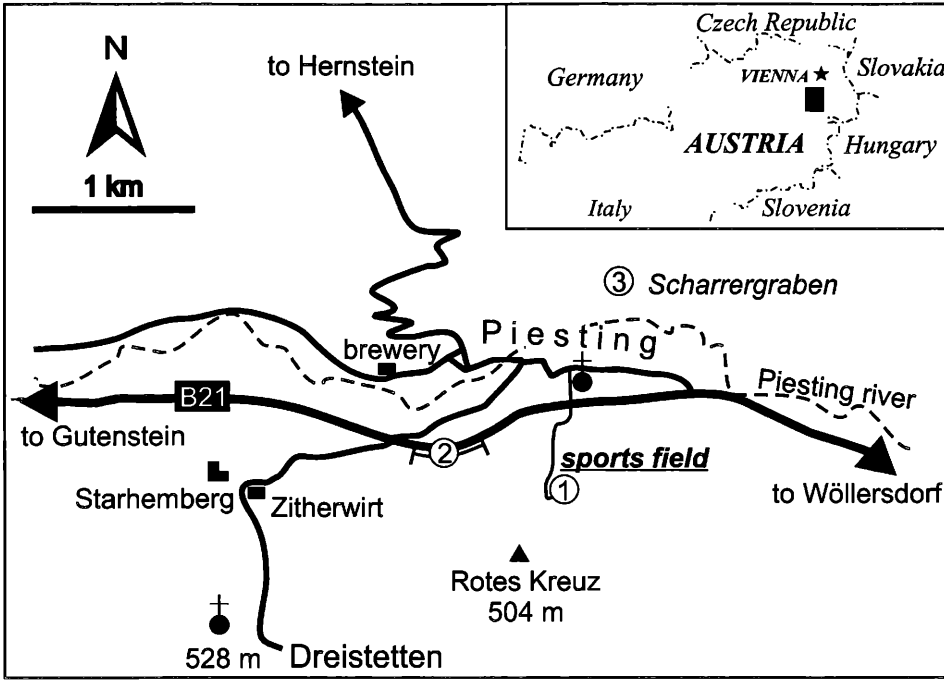 N
1 km
to Hernstein
Czech Republic
Germany
VIENNA
Slovakia
AUSTRIA
Hungary
Italy
Slovenia
3 Scharrergraben
Piesting
brewery
Piesting river
B21
to Gutenstein
2
sports field
1
to Wöllersdorf
Starhemberg
Zitherwirt
Rotes Kreuz
504 m
528 m
Dreistetten